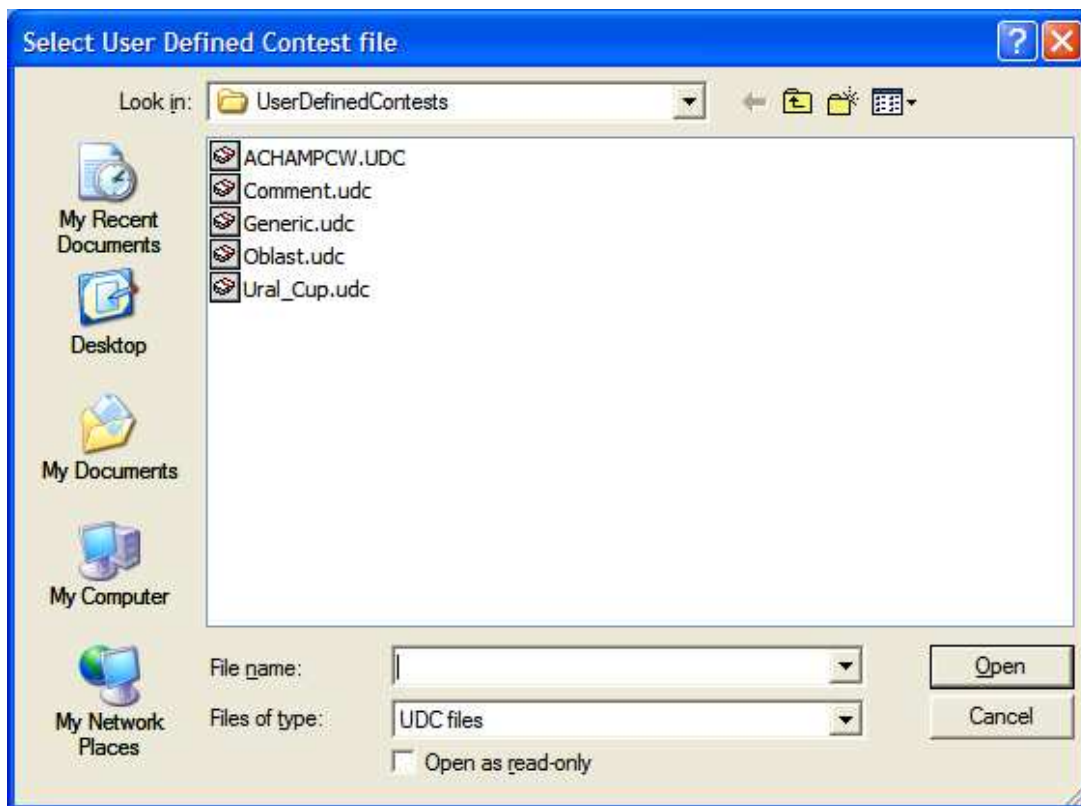 Select User Defined Contest file
Look in:
UserDefinedContests
ACHAMPCW.UDC
Comment.udc
Generic.udc
Oblast.udc
Ural_Cup.udc
My Recent
Documents
Desktop
My Documents
My Computer
My Network
Places
File name:
Open
Files of type:
UDC files
Cancel
Open as read-only